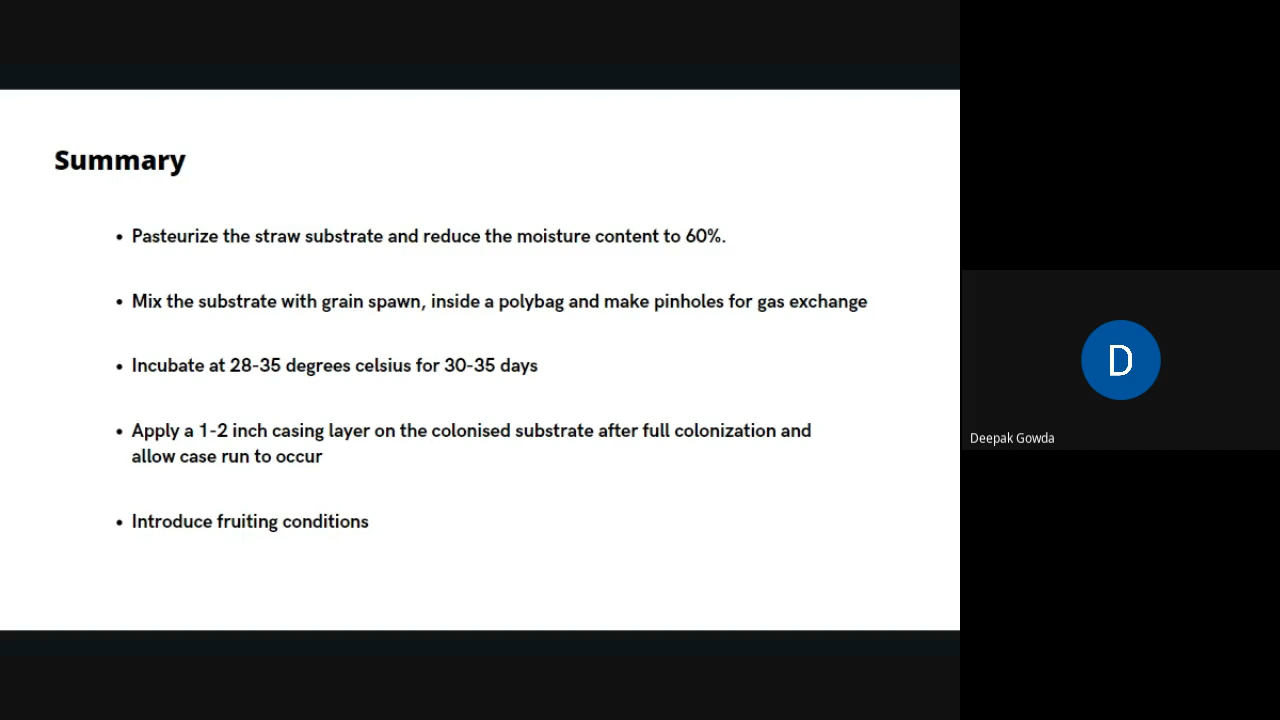 Summary
• Pasteurize the straw substrate and reduce the moisture content to 60%.
• Mix the substrate with grain spawn, inside a polybag and make pinholes for gas exchange
• Incubate at 28-35 degrees celsius for 30-35 days
• Apply a 1-2 inch casing layer on the colonised substrate after full colonization and
allow case run to occur
• Introduce fruiting conditions
D
Deepak Gowda